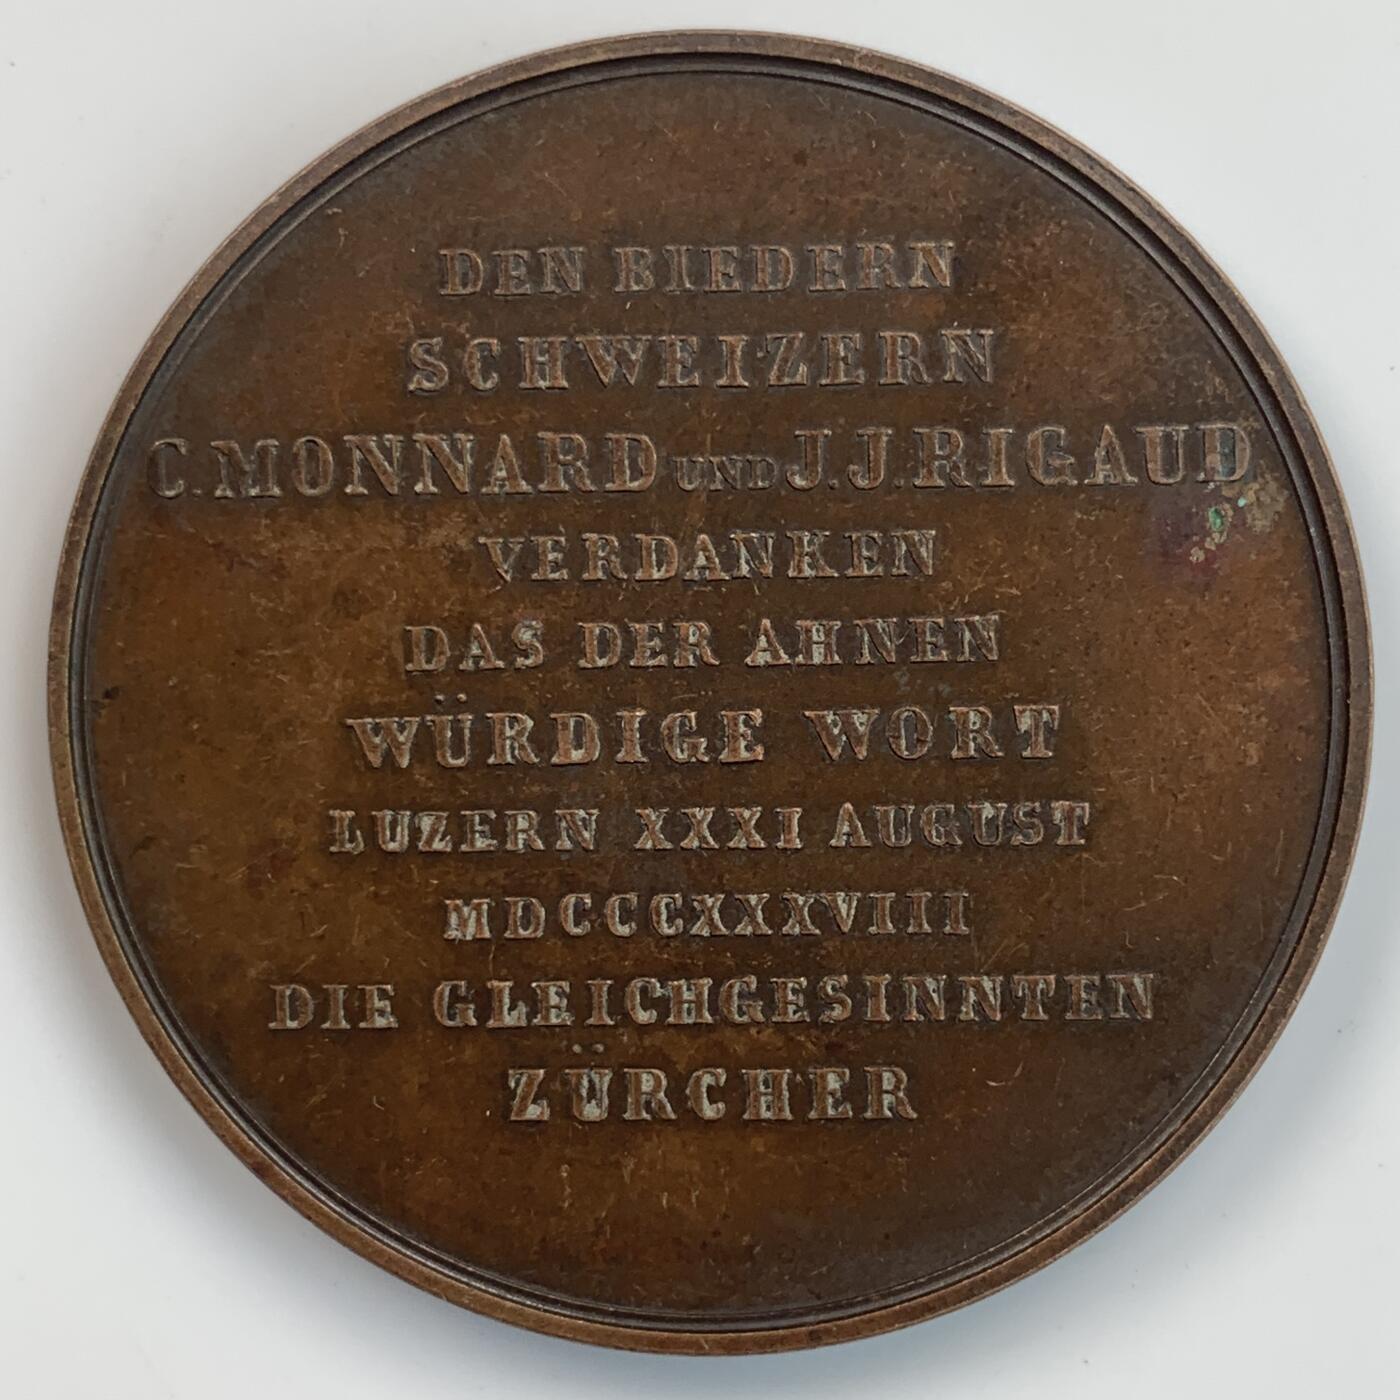 DEN BIEDERN
SCHWEIZERN
C. MONNARD UND J. J. RIGAUD
VERDANKEN
DAS DER AHNEN
WÜRDIGE WORT
LUZERN XXXI AUGUST
MDCCCXXXVIII
DIE GLEICHGESINNTEN
ZÜRCHER